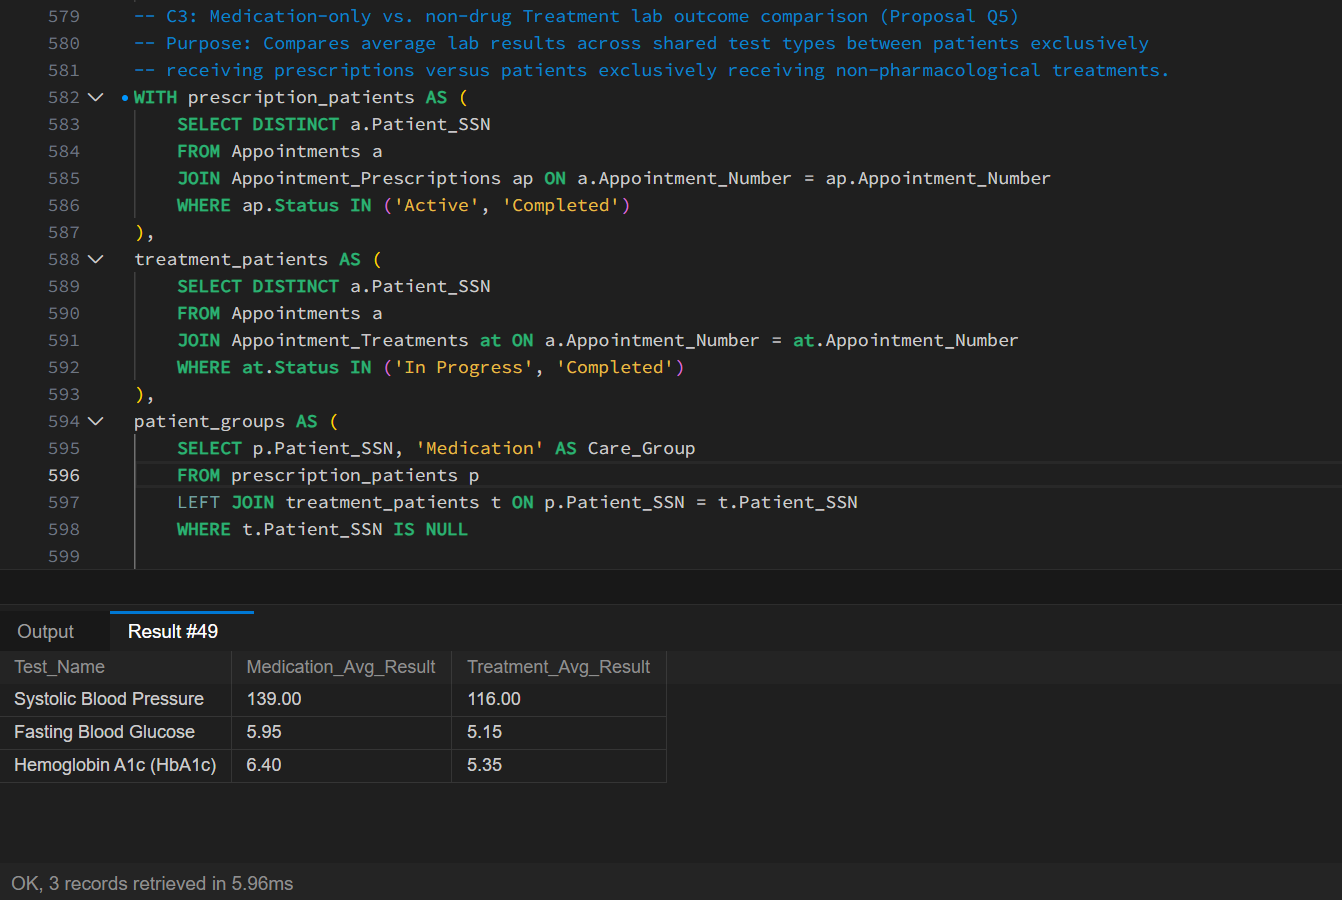 579 -- C3: Medication-only vs. non-drug Treatment lab outcome comparison (Proposal Q5)
580 -- Purpose: Compares average lab results across shared test types between patients exclusively
581 -- receiving prescriptions versus patients exclusively receiving non-pharmacological treatments.
582 WITH prescription_patients AS (
583 SELECT DISTINCT a.Patient_SSN
584 FROM Appointments a
585 JOIN Appointment_Prescriptions ap ON a.Appointment_Number = ap.Appointment_Number
586 WHERE ap.Status IN ('Active', 'Completed')
587 ),
588 treatment_patients AS (
589 SELECT DISTINCT a.Patient_SSN
590 FROM Appointments a
591 JOIN Appointment_Treatments at ON a.Appointment_Number = at.Appointment_Number
592 WHERE at.Status IN ('In Progress', 'Completed')
593 ),
594 patient_groups AS (
595 SELECT p.Patient_SSN, 'Medication' AS Care_Group
596 FROM prescription_patients p
597 LEFT JOIN treatment_patients t ON p.Patient_SSN = t.Patient_SSN
598 WHERE t.Patient_SSN IS NULL
599
Output Result #49
Test_Name Medication_Avg_Result Treatment_Avg_Result
Systolic Blood Pressure 139.00 116.00
Fasting Blood Glucose 5.95 5.15
Hemoglobin A1c (HbA1c) 6.40 5.35
OK, 3 records retrieved in 5.96ms